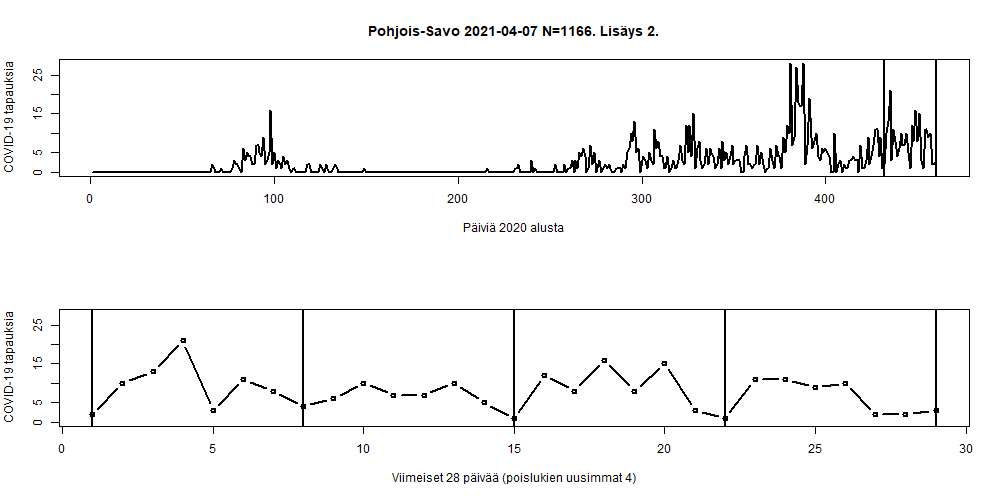 Pohjois-Savo 2021-04-07 N=1166. Lisäys 2.
COVID-19 tapauksia
0 5 15 25
0 100 200 300 400
Päiviä 2020 alusta
COVID-19 tapauksia
0 5 15 25
0 5 10 15 20 25 30
Viimeiset 28 päivää (poislukien uusimmat 4)